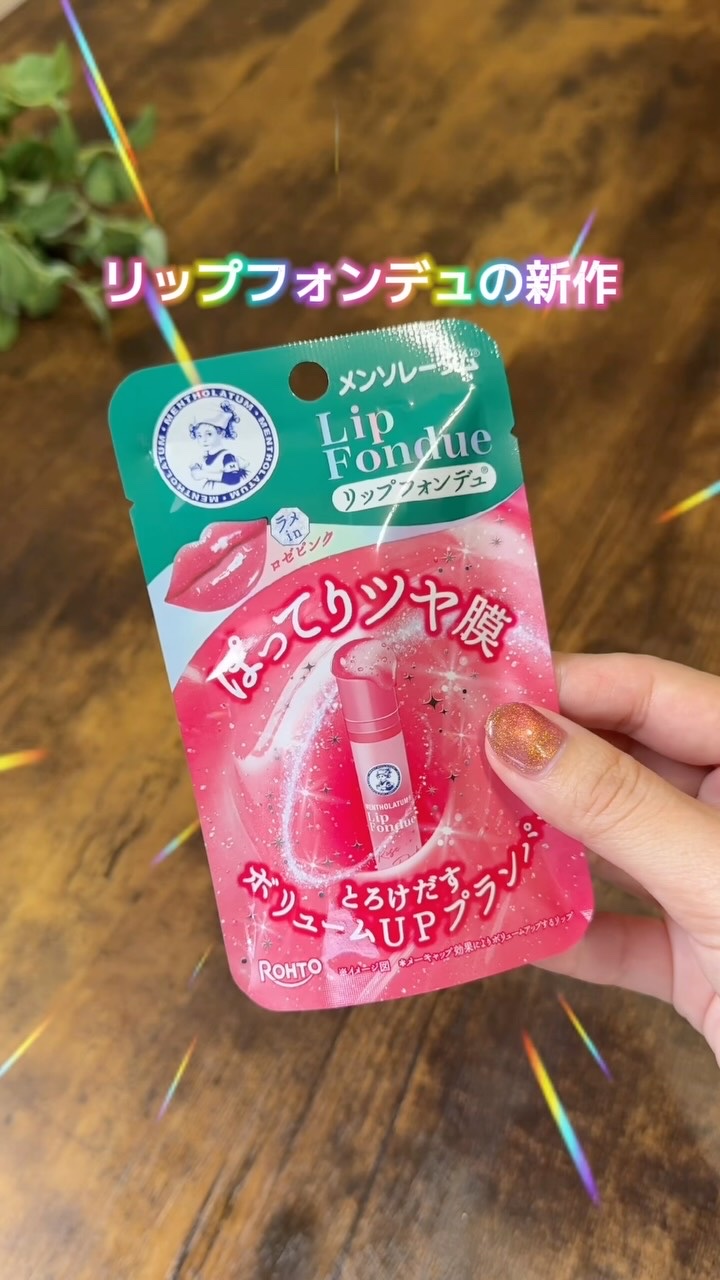 リップフォンデュの新作
メンソレータム®
Lip
Fondue
リップフォンデュ®
MENTHOLATUM・MENTHOLATUM・MENTHOLATUM
ラメ
in
ロゼピンク
ぽってりツヤ膜
MENTHOLATUM
Lip
Fondue
とろけだす
ボリュームUPプランパ
ROHTO
※イメージ図 *メーキャップ効果によりボリュームアップするリップ